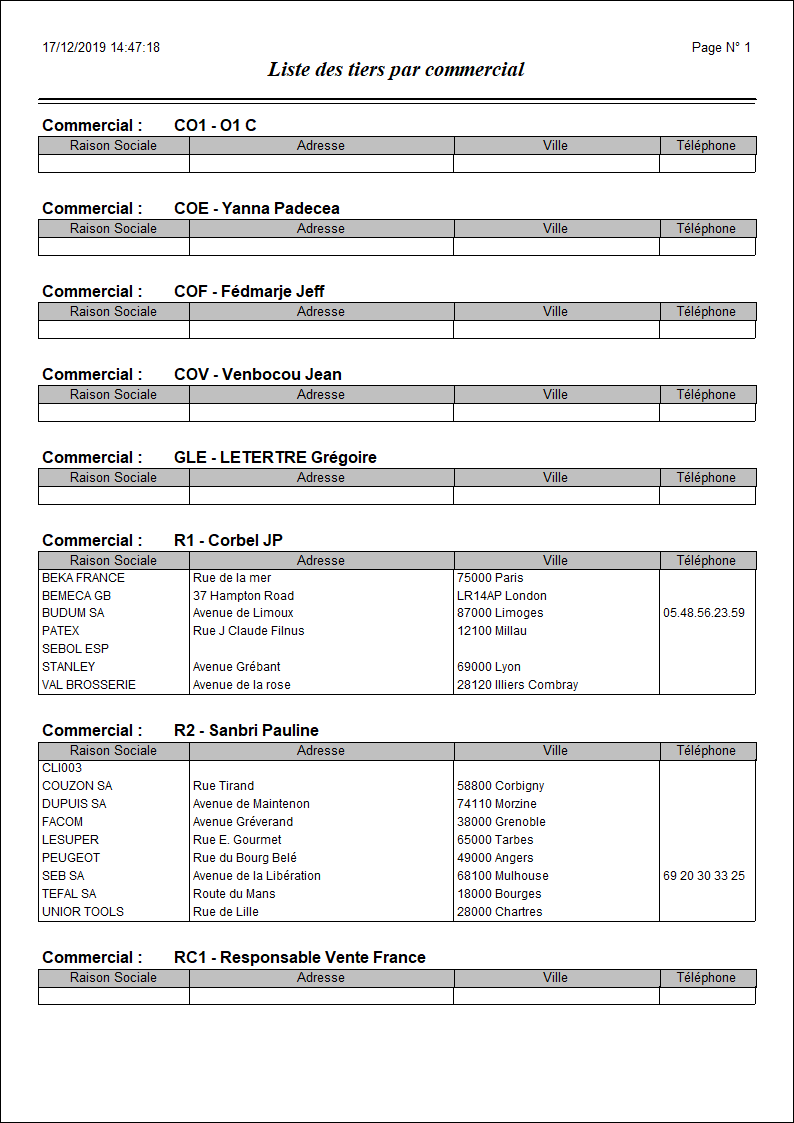 17/12/2019 14:47:18 Page N° 1
Liste des tiers par commercial
Commercial : CO1 - O1 C
Raison Sociale Adresse Ville Téléphone
Commercial : COE - Yanna Padecea
Raison Sociale Adresse Ville Téléphone
Commercial : COF - Fédmarje Jeff
Raison Sociale Adresse Ville Téléphone
Commercial : COV - Venbocou Jean
Raison Sociale Adresse Ville Téléphone
Commercial : GLE - LETERTRE Grégoire
Raison Sociale Adresse Ville Téléphone
Commercial : R1 - Corbel JP
Raison Sociale Adresse Ville Téléphone
BEKA FRANCE Rue de la mer 75000 Paris
BEMECA GB 37 Hampton Road LR14AP London
BUDUM SA Avenue de Limoux 87000 Limoges 05.48.56.23.59
PATEX Rue J Claude Filnus 12100 Millau
SEBOL ESP
STANLEY Avenue Grébant 69000 Lyon
VAL BROSSERIE Avenue de la rose 28120 Illiers Combray
Commercial : R2 - Sanbri Pauline
Raison Sociale Adresse Ville Téléphone
CLI003
COUZON SA Rue Tirand 58800 Corbigny
DUPUIS SA Avenue de Maintenon 74110 Morzine
FACOM Avenue Gréverand 38000 Grenoble
LESUPER Rue E. Gourmet 65000 Tarbes
PEUGEOT Rue du Bourg Belé 49000 Angers
SEB SA Avenue de la Libération 68100 Mulhouse 69 20 30 33 25
TEFAL SA Route du Mans 18000 Bourges
UNIOR TOOLS Rue de Lille 28000 Chartres
Commercial : RC1 - Responsable Vente France
Raison Sociale Adresse Ville Téléphone